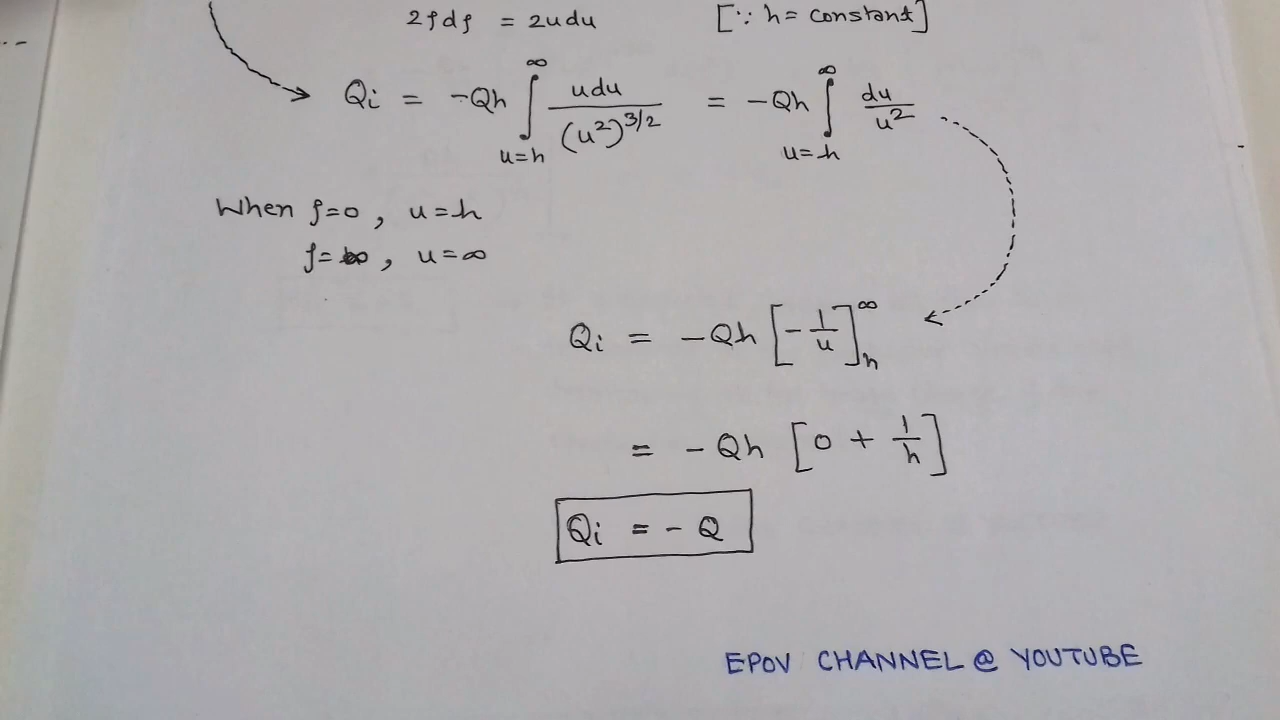 2ρdρ = 2udu [∵ h = constant]
Qi = -Qh ∫_{u=h}^{∞} udu/(u²)^{3/2} = -Qh ∫_{u=h}^{∞} du/u²
When ρ=0, u=h
ρ=∞, u=∞
Qi = -Qh [-1/u]_{h}^{∞}
= -Qh [0 + 1/h]
Qi = -Q
EPOV CHANNEL @ YOUTUBE